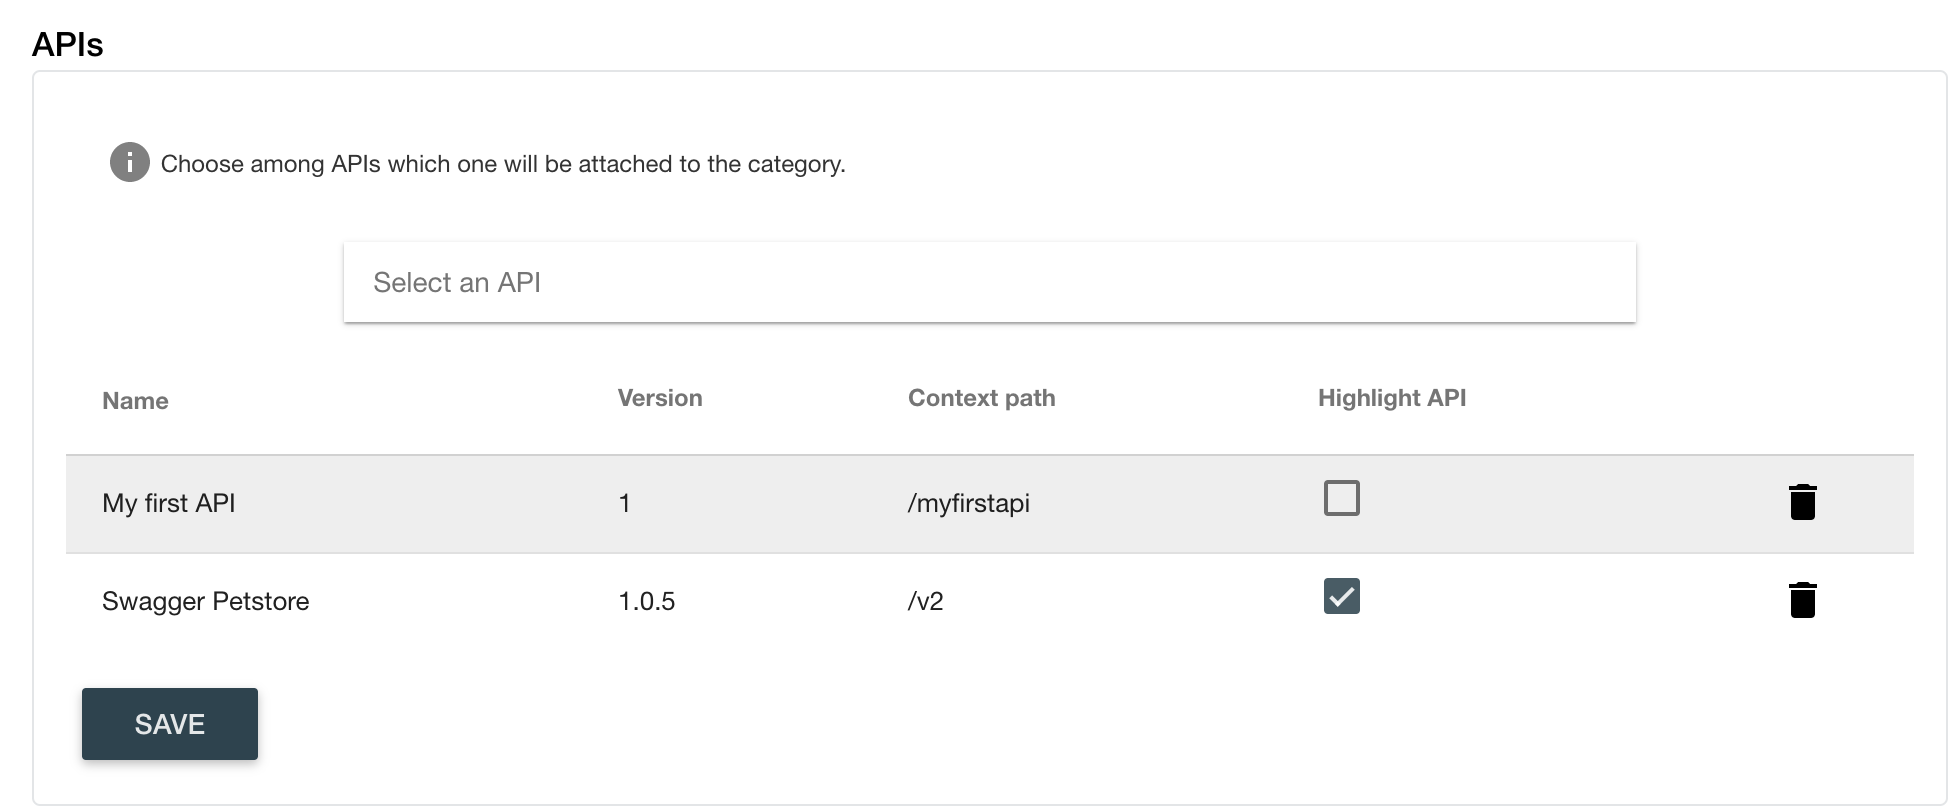 APIs
Choose among APIs which one will be attached to the category.
Select an API
Name Version Context path Highlight API
My first API 1 /myfirstapi
Swagger Petstore 1.0.5 /v2
SAVE